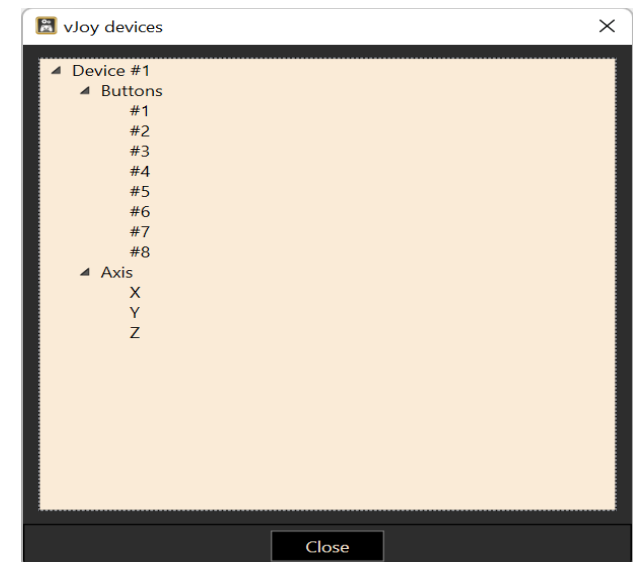 vJoy devices
Device #1
Buttons
#1
#2
#3
#4
#5
#6
#7
#8
Axis
X
Y
Z
Close